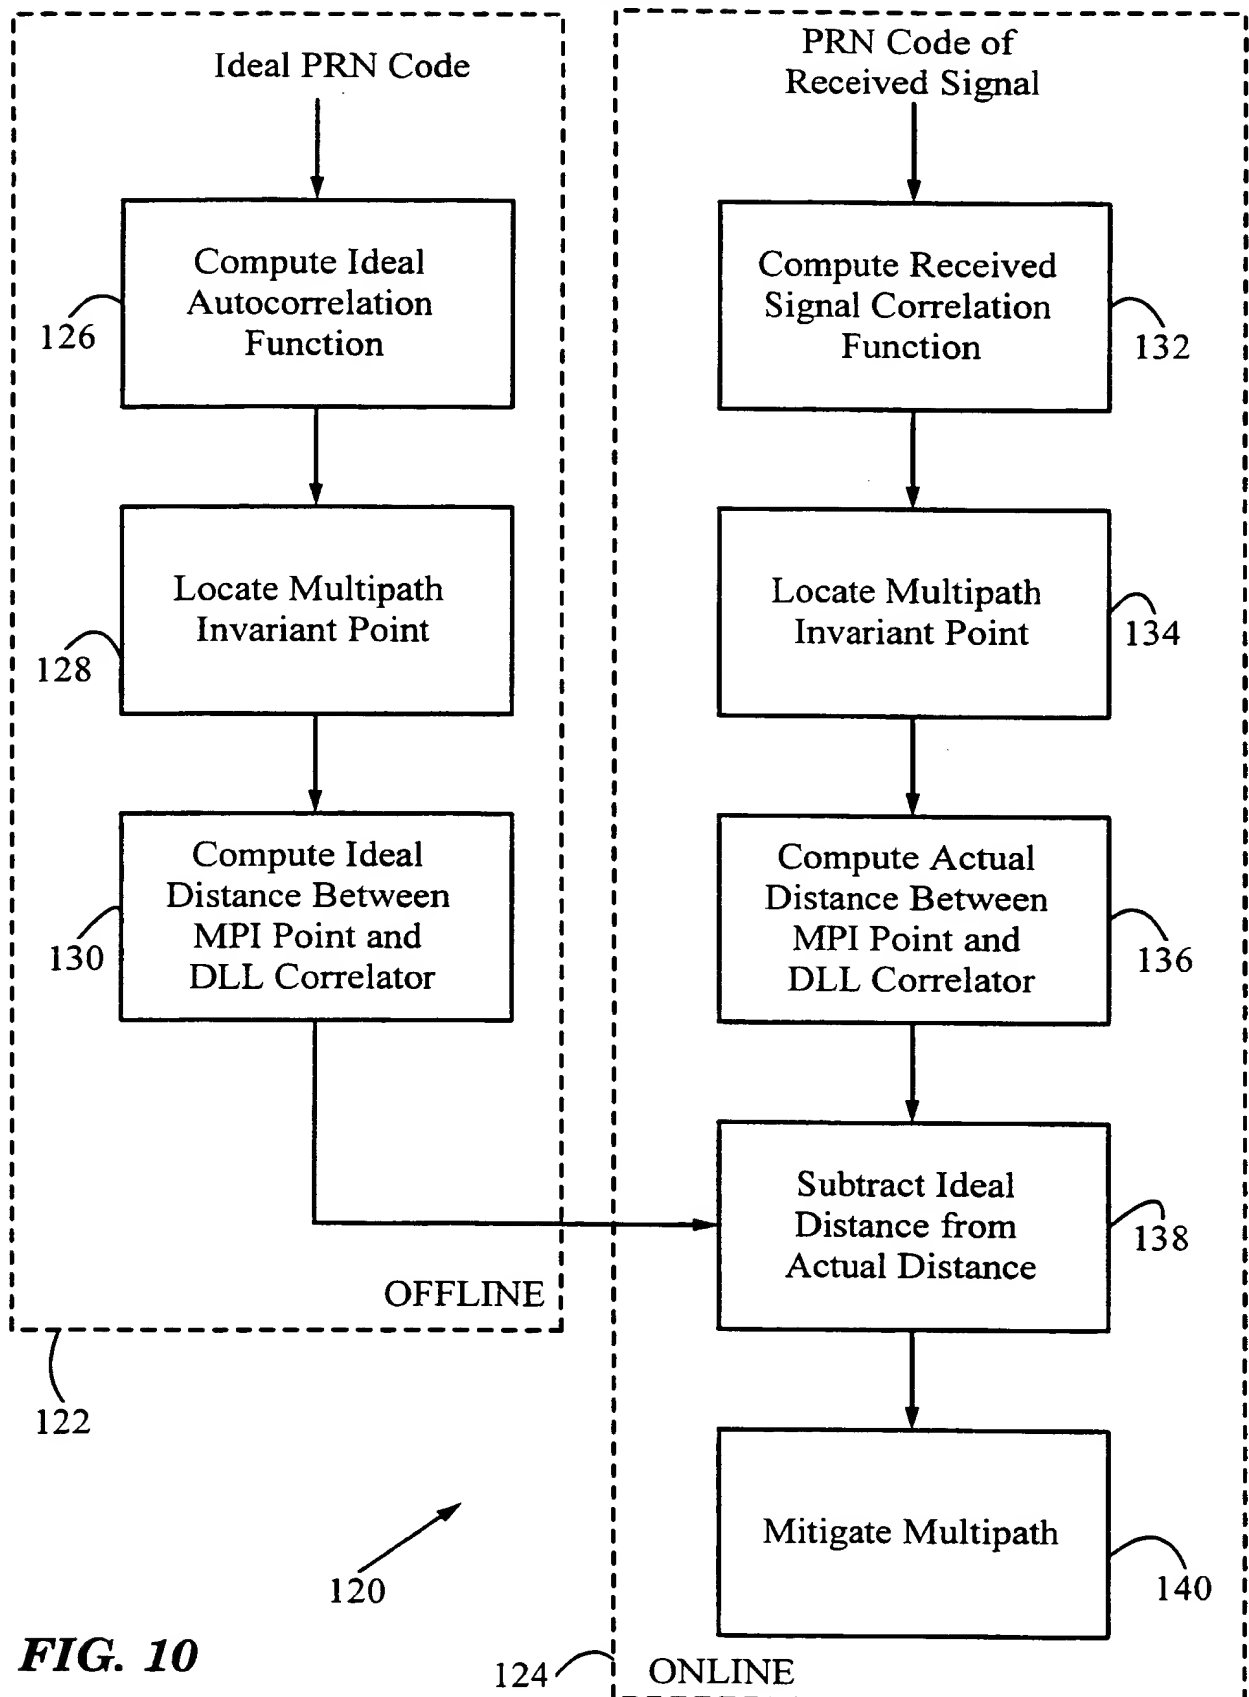 Ideal PRN Code
Compute Ideal
Autocorrelation
Function
126
Locate Multipath
Invariant Point
128
Compute Ideal
Distance Between
MPI Point and
DLL Correlator
130
OFFLINE
122
PRN Code of
Received Signal
Compute Received
Signal Correlation
Function
132
Locate Multipath
Invariant Point
134
Compute Actual
Distance Between
MPI Point and
DLL Correlator
136
Subtract Ideal
Distance from
Actual Distance
138
Mitigate Multipath
140
120
FIG. 10
124
ONLINE